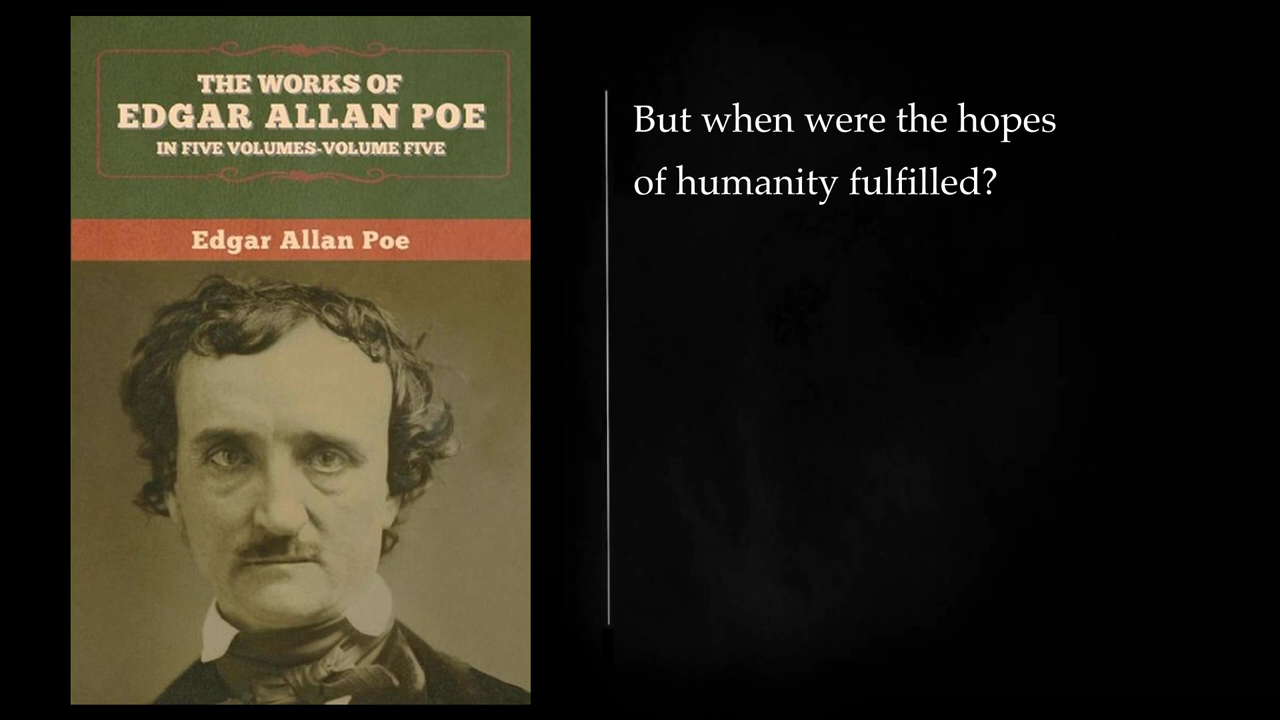 THE WORKS OF
EDGAR ALLAN POE
IN FIVE VOLUMES-VOLUME FIVE
Edgar Allan Poe
But when were the hopes
of humanity fulfilled?